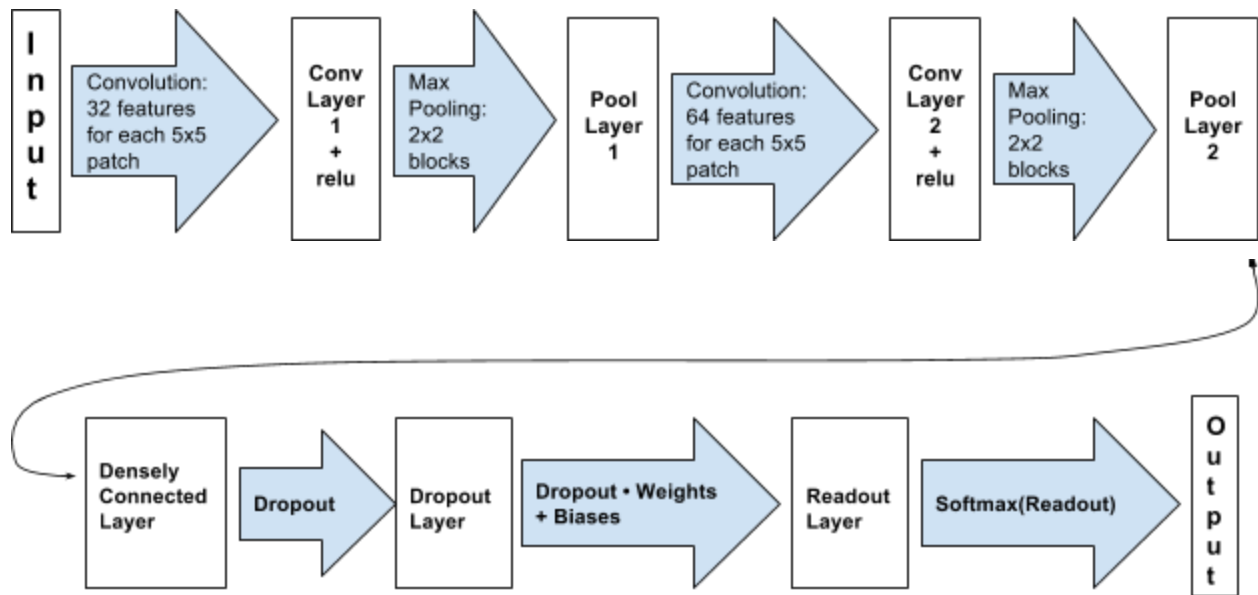 Input
Convolution:
32 features
for each 5x5
patch
Conv
Layer
1
+
relu
Max
Pooling:
2x2
blocks
Pool
Layer
1
Convolution:
64 features
for each 5x5
patch
Conv
Layer
2
+
relu
Max
Pooling:
2x2
blocks
Pool
Layer
2
Densely
Connected
Layer
Dropout
Dropout
Layer
Dropout • Weights
+ Biases
Readout
Layer
Softmax(Readout)
Output